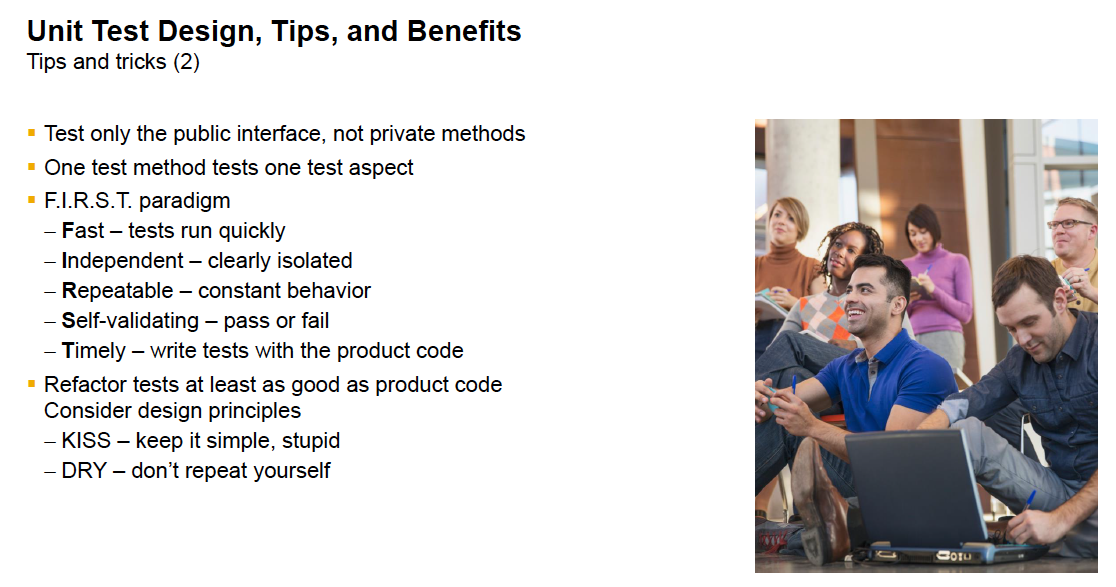 Unit Test Design, Tips, and Benefits
Tips and tricks (2)
▪ Test only the public interface, not private methods
▪ One test method tests one test aspect
▪ F.I.R.S.T. paradigm
– Fast – tests run quickly
– Independent – clearly isolated
– Repeatable – constant behavior
– Self-validating – pass or fail
– Timely – write tests with the product code
▪ Refactor tests at least as good as product code
Consider design principles
– KISS – keep it simple, stupid
– DRY – don’t repeat yourself